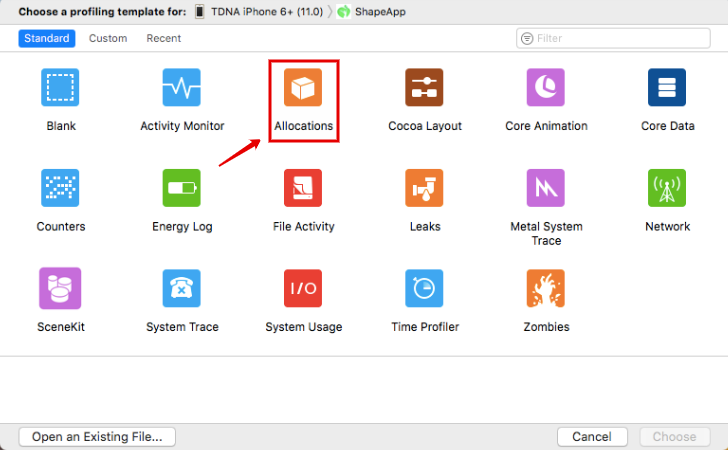 Choose a profiling template for: TDNA iPhone 6+ (11.0) ShapeApp
Standard Custom Recent Filter
Blank Activity Monitor Allocations Cocoa Layout Core Animation Core Data
Counters Energy Log File Activity Leaks Metal System Trace Network
I/O
SceneKit System Trace System Usage Time Profiler Zombies
Open an Existing File... Cancel Choose